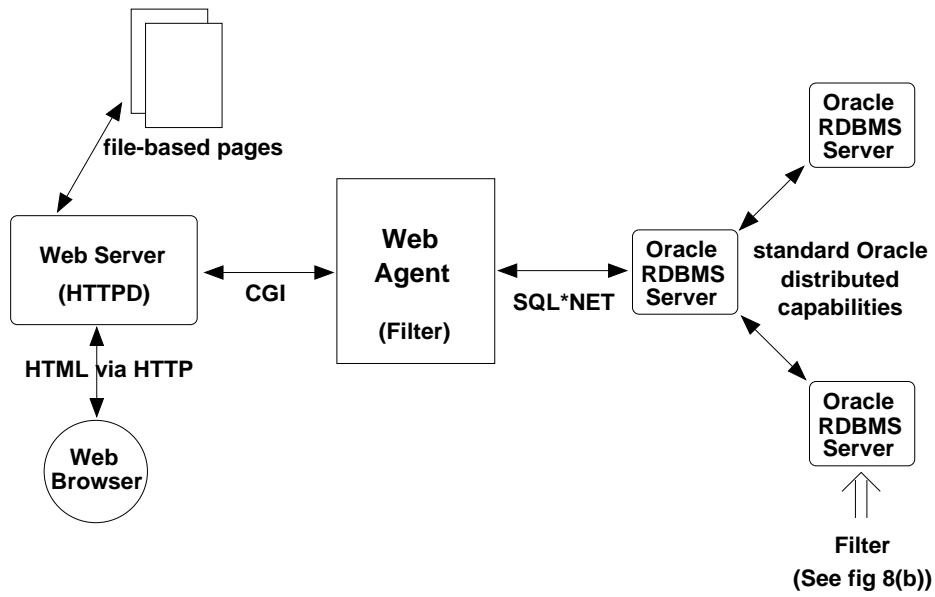 file-based pages
Web Server
(HTTPD)
HTML via HTTP
Web
Browser
CGI
Web
Agent
(Filter)
SQL*NET
Oracle
RDBMS
Server
Oracle
RDBMS
Server
standard Oracle
distributed
capabilities
Oracle
RDBMS
Server
Filter
(See fig 8(b))